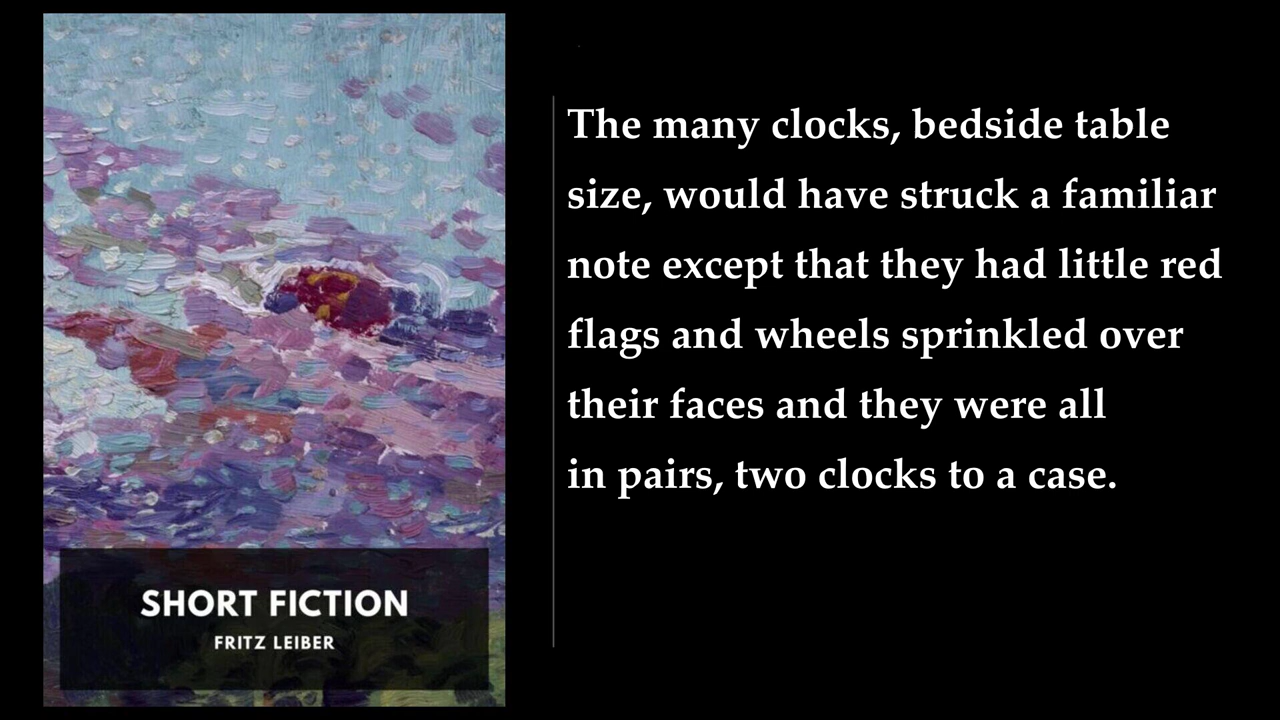 SHORT FICTION
FRITZ LEIBER
The many clocks, bedside table
size, would have struck a familiar
note except that they had little red
flags and wheels sprinkled over
their faces and they were all
in pairs, two clocks to a case.